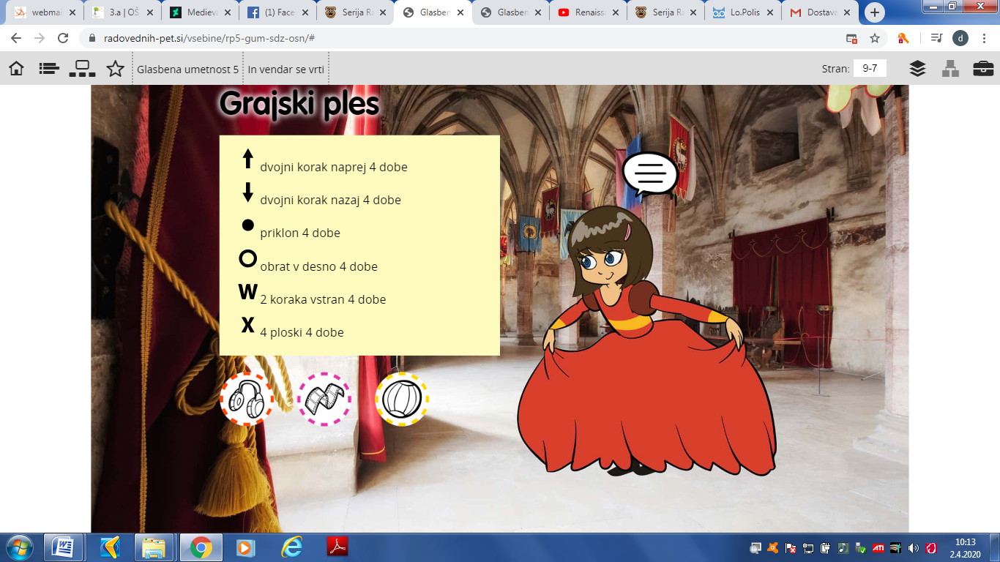 webma
3.a | OŠ
Medieva
(1) Face
Serija R
Glasben
Glasben
Renaiss
Serija R
Lo.Polis
Dostava
radovednih-pet.si/vsebine/rp5-gum-sdz-osn/#
d
Glasbena umetnost 5
In vendar se vrti
Stran:
9-7
Grajski ples
dvojni korak naprej 4 dobe
dvojni korak nazaj 4 dobe
priklon 4 dobe
obrat v desno 4 dobe
W 2 koraka vstran 4 dobe
X 4 ploski 4 dobe
ATI
10:13
2.4.2020